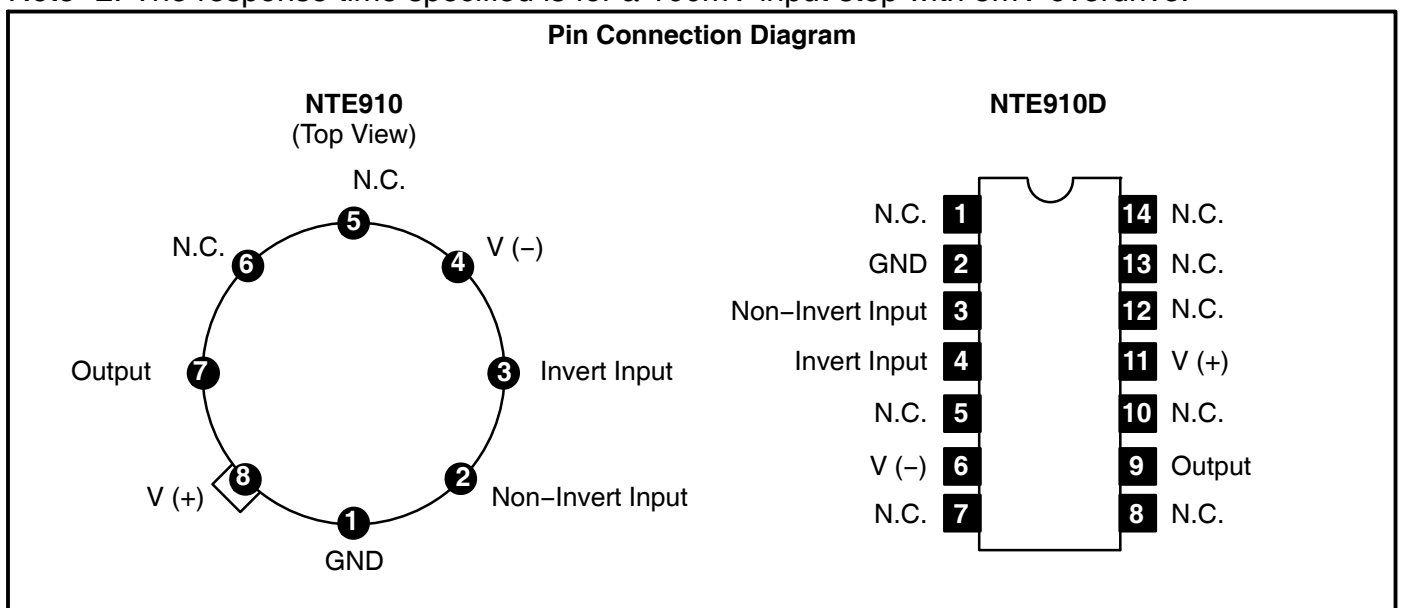 Note 2. The response time specified is for a 100mV input step with 5mV overdrive.
Pin Connection Diagram
NTE910
(Top View)
N.C.
5
N.C.
6
V (−)
4
Output
7
3
Invert Input
V (+)
8
2
Non−Invert Input
1
GND
NTE910D
N.C. 1
14 N.C.
GND 2
13 N.C.
Non−Invert Input 3
12 N.C.
Invert Input 4
11 V (+)
N.C. 5
10 N.C.
V (−) 6
9 Output
N.C. 7
8 N.C.